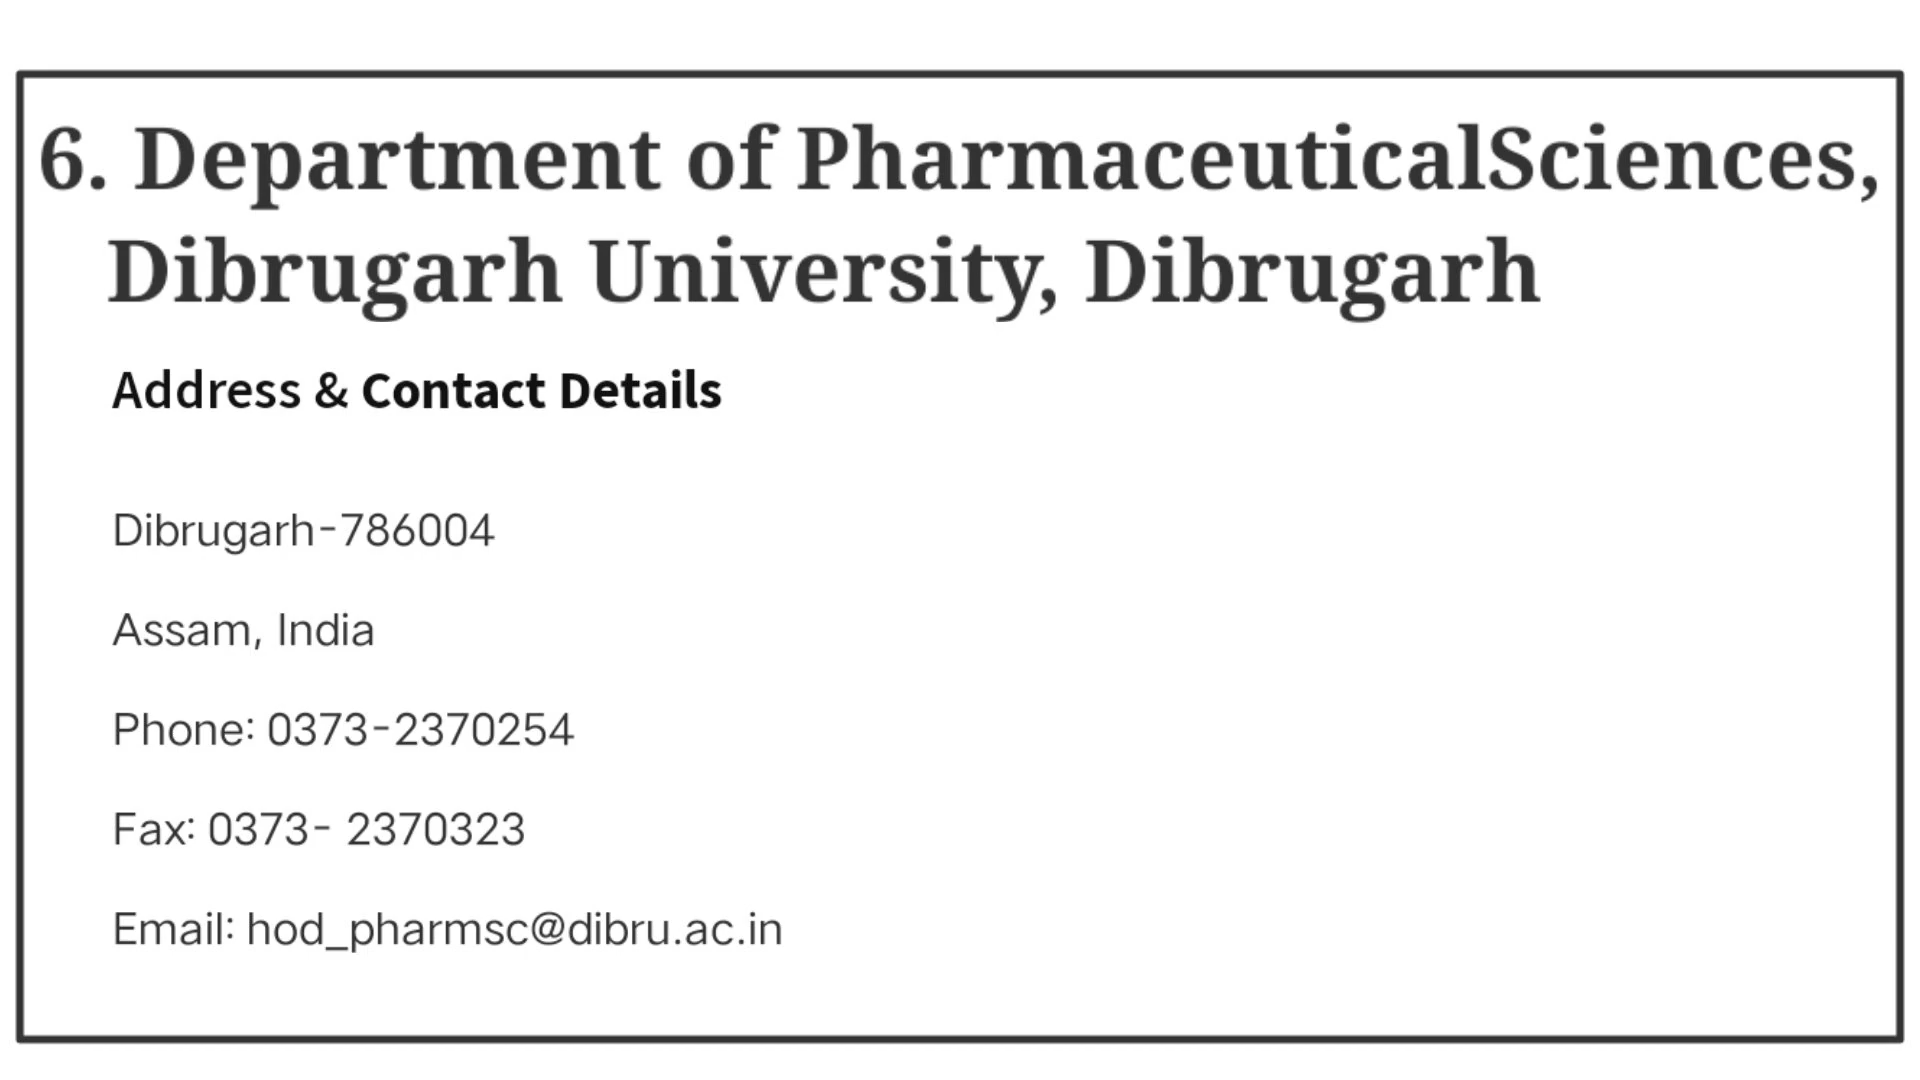 6. Department of PharmaceuticalSciences,
Dibrugarh University, Dibrugarh
Address & Contact Details
Dibrugarh-786004
Assam, India
Phone: 0373-2370254
Fax: 0373- 2370323
Email: hod_pharmsc@dibru.ac.in